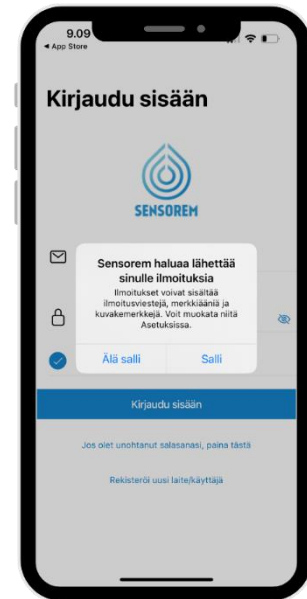 9.09
◀ App Store
Kirjaudu sisään
SENSOREM
Sensorem haluaa lähettää
sinulle ilmoituksia
Ilmoitukset voivat sisältää
ilmoitusviestejä, merkkiääniä ja
kuvakemerkkejä. Voit muokata niitä
Asetuksissa.
Älä salli
Salli
Kirjaudu sisään
Jos olet unohtanut salasanasi, paina tästä
Rekisteröi uusi laite/käyttäjä